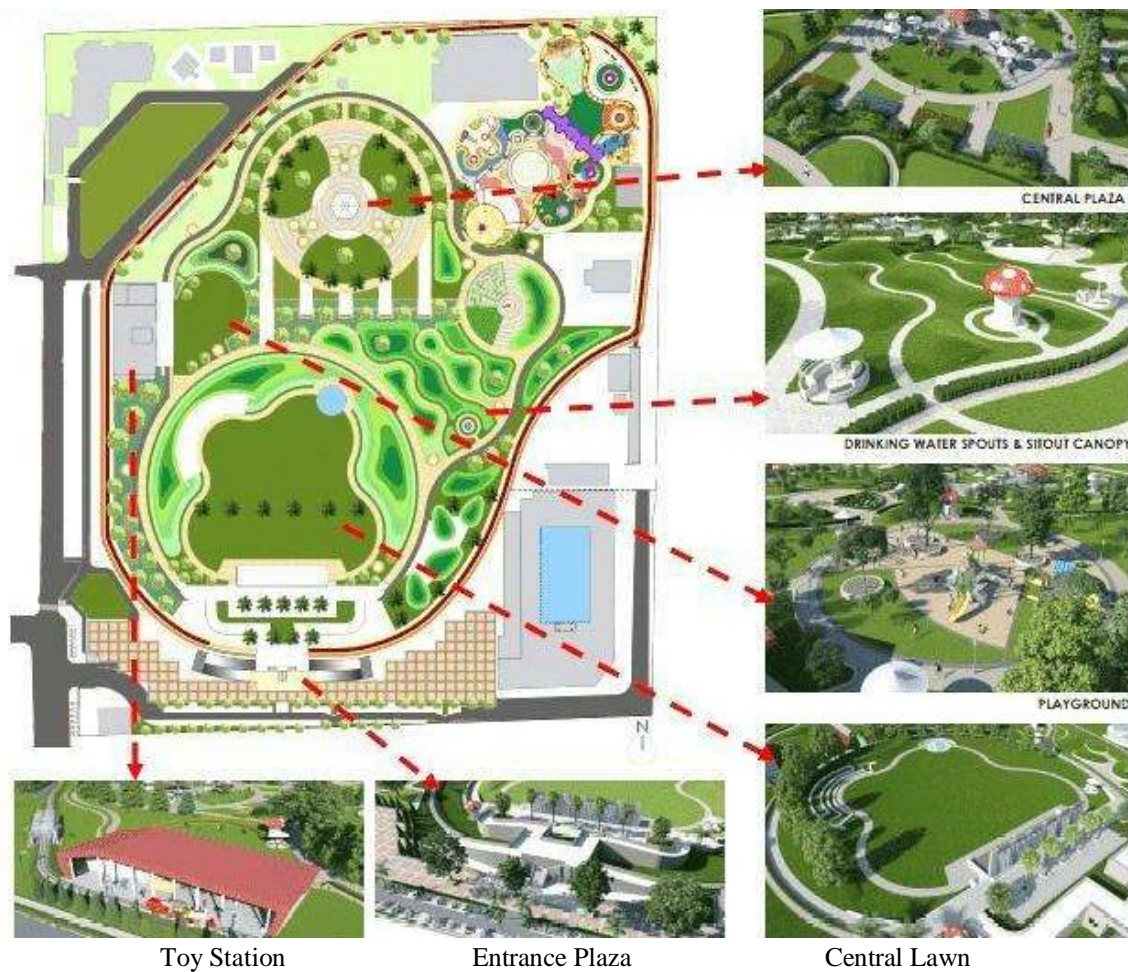 CENTRAL PLAZA
DRINKING WATER SPOUTS & SITOUT CANOPY
PLAYGROUND
N
Toy Station
Entrance Plaza
Central Lawn